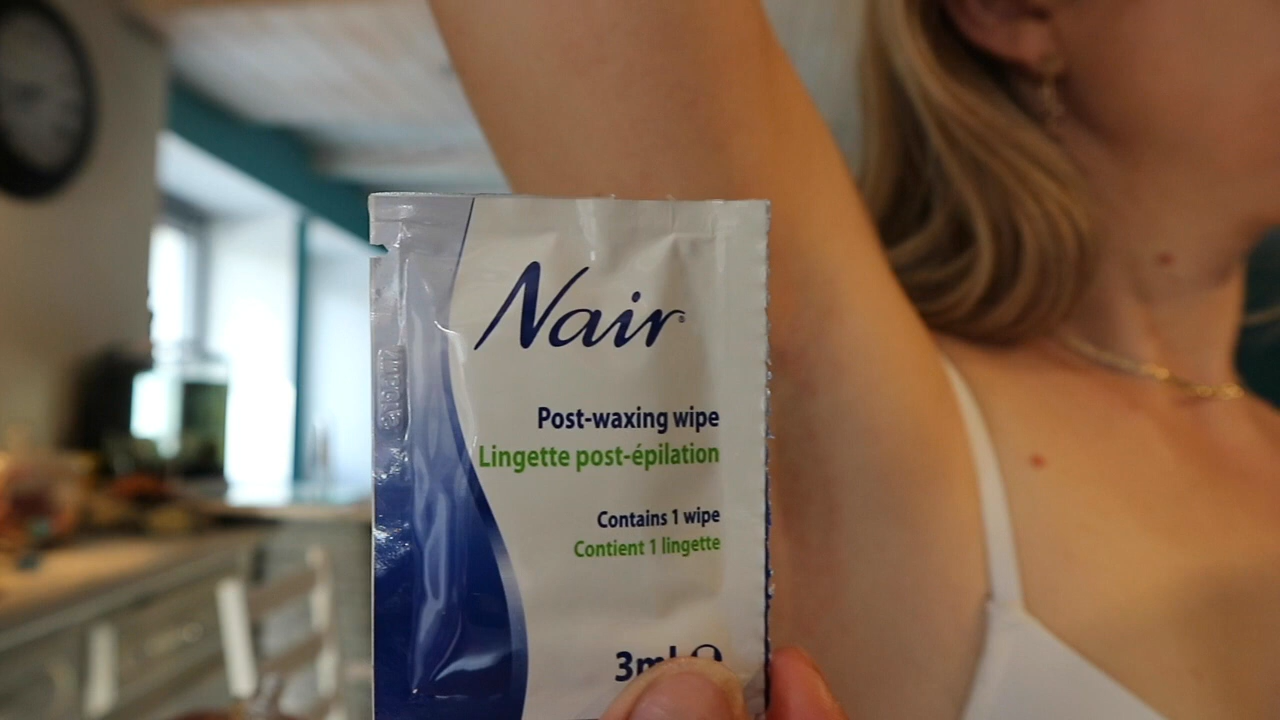 Nair®
Post-waxing wipe
Lingette post-épilation
Contains 1 wipe
Contient 1 lingette
3ml